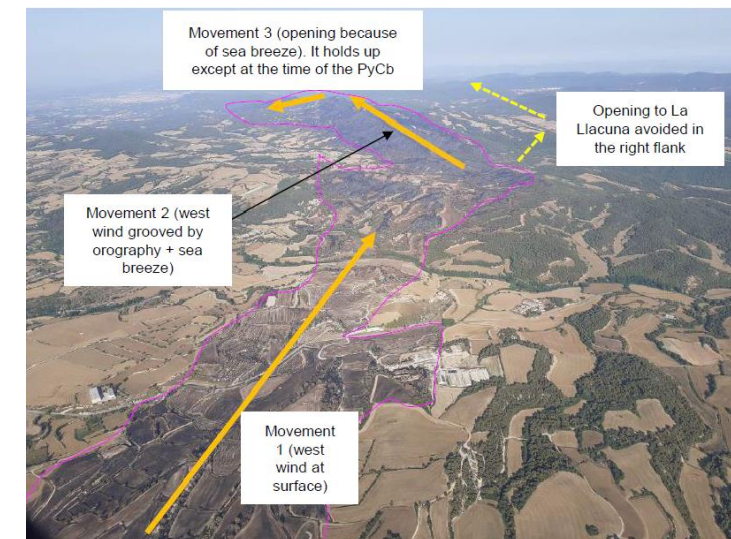 Movement 3 (opening because
of sea breeze). It holds up
except at the time of the PyCb
Opening to La
Llacuna avoided in
the right flank
Movement 2 (west
wind grooved by
orography + sea
breeze)
Movement
1 (west
wind at
surface)